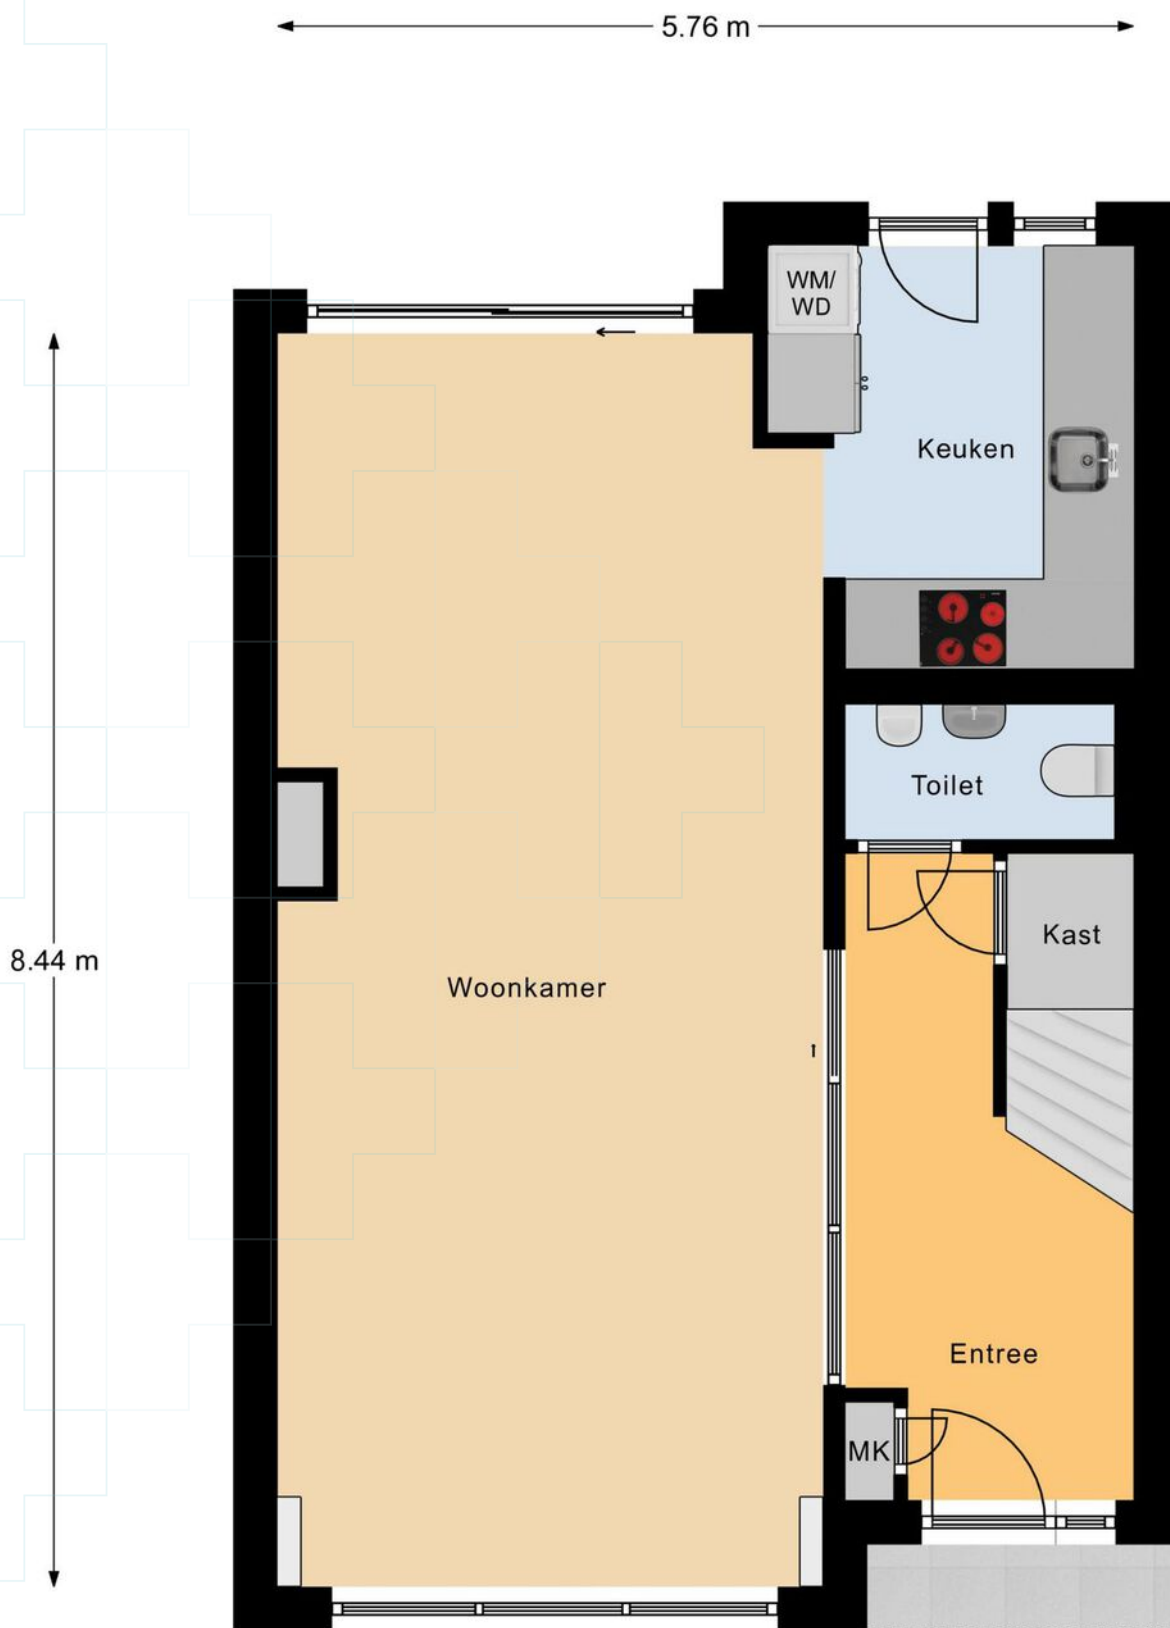 5.76 m
WM/
WD
Keuken
Toilet
Kast
8.44 m
Woonkamer
Entree
MK